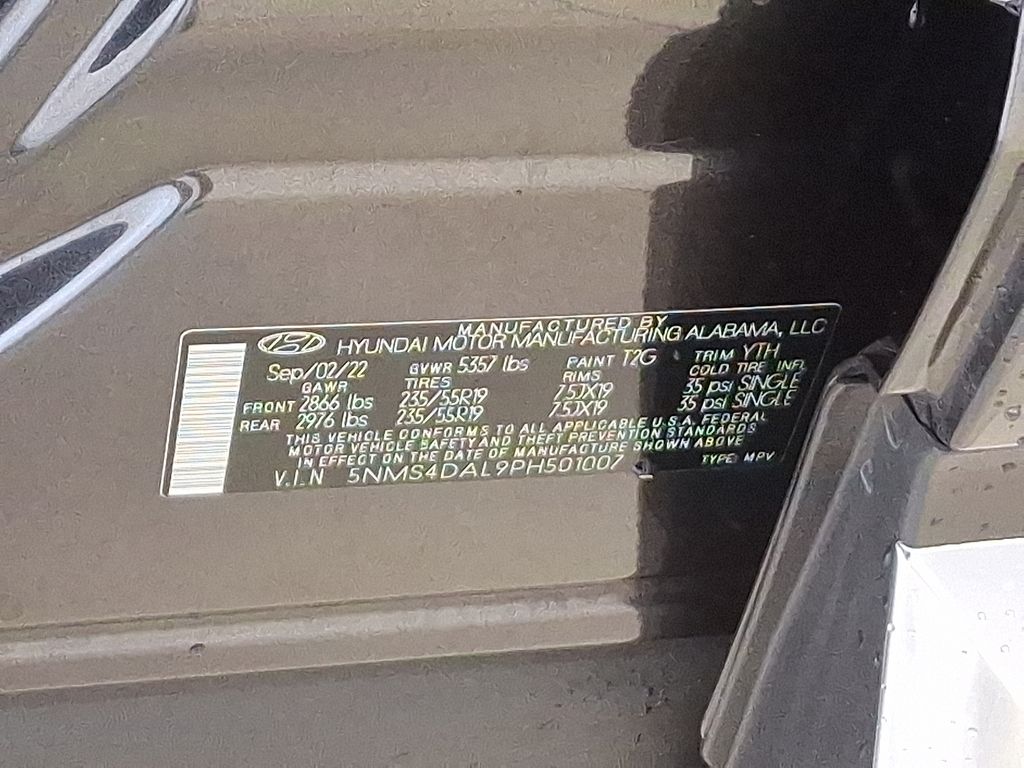 MANUFACTURED BY
HYUNDAI MOTOR MANUFACTURING ALABAMA, LLC
Sep/02/22 GVWR 5357 lbs PAINT T2G TRIM YTH
GAWR TIRES RIMS COLD TIRE INFL
FRONT 2866 lbs 235/55R19 7.5JX19 35 psi SINGLE
REAR 2976 lbs 235/55R19 7.5JX19 35 psi SINGLE
THIS VEHICLE CONFORMS TO ALL APPLICABLE U.S.A. FEDERAL
MOTOR VEHICLE SAFETY AND THEFT PREVENTION STANDARDS
IN EFFECT ON THE DATE OF MANUFACTURE SHOWN ABOVE
V.I.N 5NMS4DAL9PH501007 TYPE: MPV